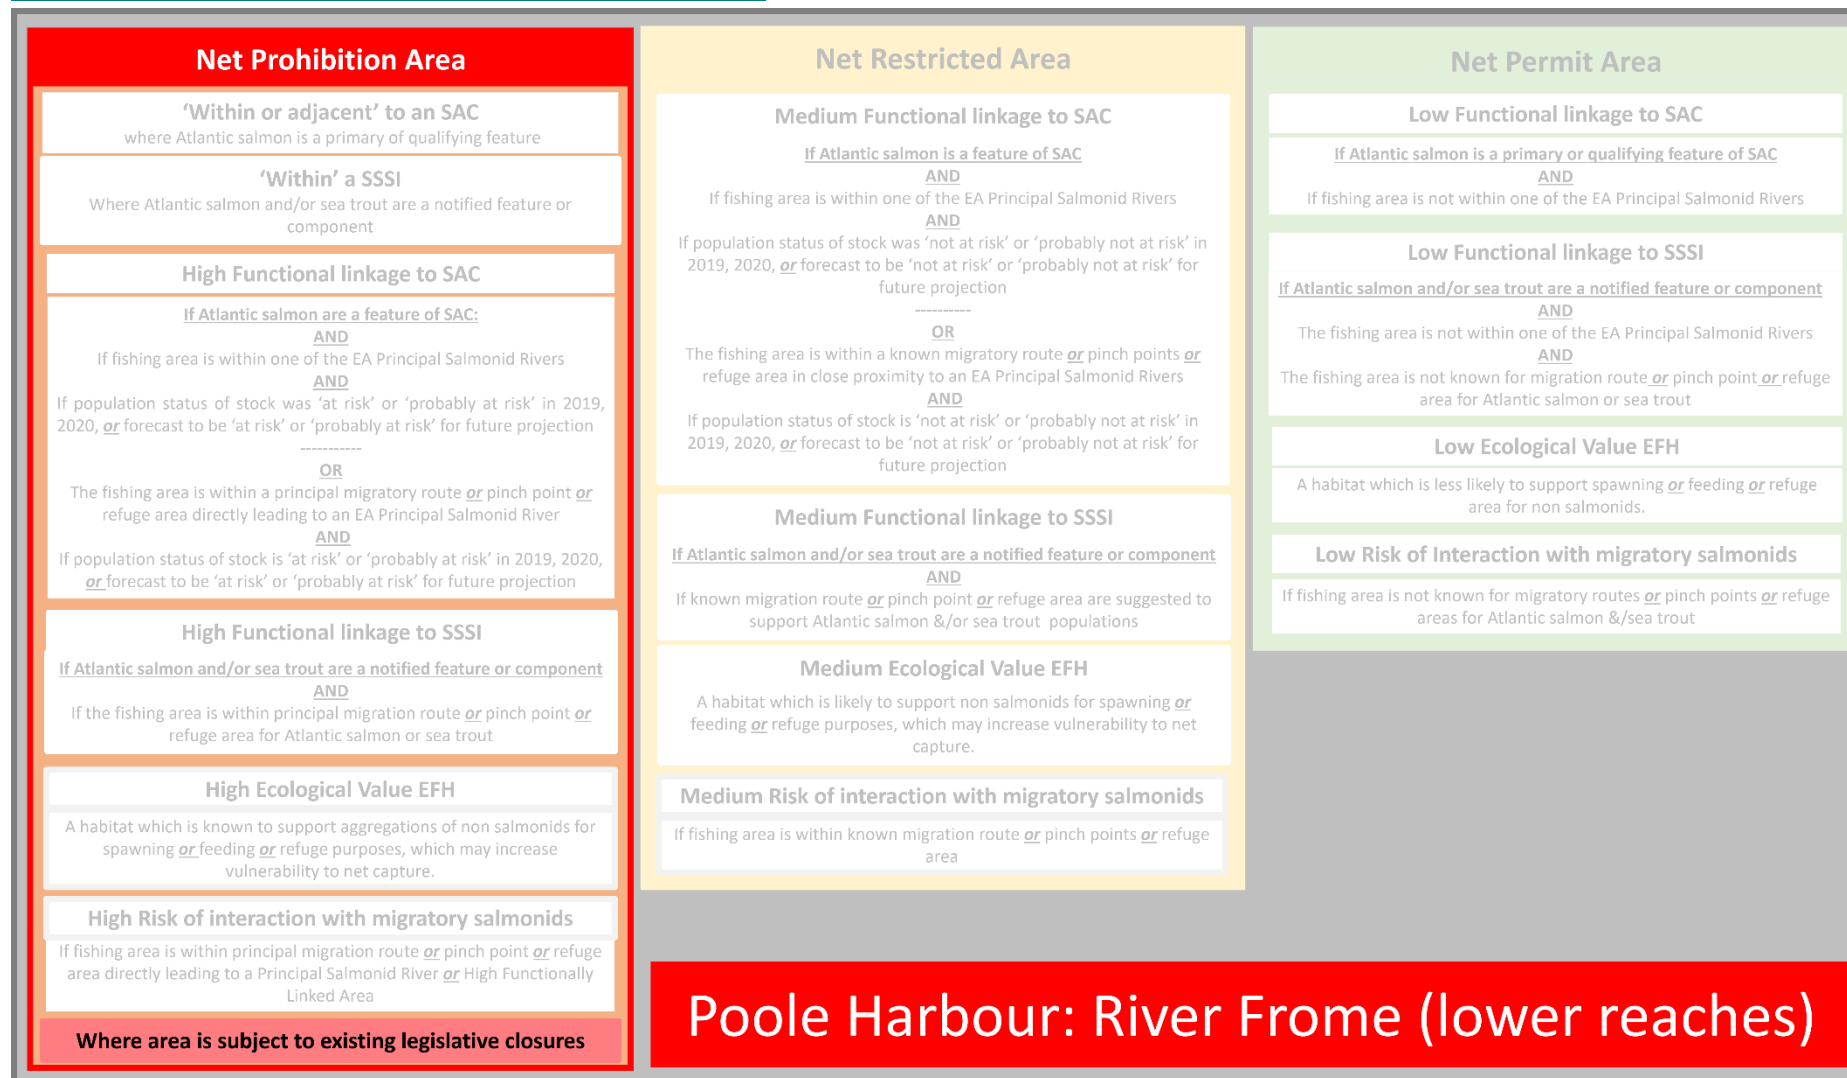 Net Prohibition Area
'Within or adjacent' to an SAC
where Atlantic salmon is a primary of qualifying feature
'Within' a SSSI
Where Atlantic salmon and/or sea trout are a notified feature or
component
High Functional linkage to SAC
If Atlantic salmon are a feature of SAC:
AND
If fishing area is within one of the EA Principal Salmonid Rivers
AND
If population status of stock was 'at risk' or 'probably at risk' in 2019,
2020, or forecast to be 'at risk' or 'probably at risk' for future projection
-----------
OR
The fishing area is within a principal migratory route or pinch point or
refuge area directly leading to an EA Principal Salmonid River
AND
If population status of stock is 'at risk' or 'probably at risk' in 2019, 2020,
or forecast to be 'at risk' or 'probably at risk' for future projection
High Functional linkage to SSSI
If Atlantic salmon and/or sea trout are a notified feature or component
AND
If the fishing area is within principal migration route or pinch point or
refuge area for Atlantic salmon or sea trout
High Ecological Value EFH
A habitat which is known to support aggregations of non salmonids for
spawning or feeding or refuge purposes, which may increase
vulnerability to net capture.
High Risk of interaction with migratory salmonids
If fishing area is within principal migration route or pinch point or refuge
area directly leading to a Principal Salmonid River or High Functionally
Linked Area
Where area is subject to existing legislative closures
Net Restricted Area
Medium Functional linkage to SAC
If Atlantic salmon is a feature of SAC
AND
If fishing area is within one of the EA Principal Salmonid Rivers
AND
If population status of stock was 'not at risk' or 'probably not at risk' in
2019, 2020, or forecast to be 'not at risk' or 'probably not at risk' for
future projection
----------
OR
The fishing area is within a known migratory route or pinch points or
refuge area in close proximity to an EA Principal Salmonid Rivers
AND
If population status of stock is 'not at risk' or 'probably not at risk' in
2019, 2020, or forecast to be 'not at risk' or 'probably not at risk' for
future projection
Medium Functional linkage to SSSI
If Atlantic salmon and/or sea trout are a notified feature or component
AND
If known migration route or pinch point or refuge area are suggested to
support Atlantic salmon &/or sea trout populations
Medium Ecological Value EFH
A habitat which is likely to support non salmonids for spawning or
feeding or refuge purposes, which may increase vulnerability to net
capture.
Medium Risk of interaction with migratory salmonids
If fishing area is within known migration route or pinch points or refuge
area
Net Permit Area
Low Functional linkage to SAC
If Atlantic salmon is a primary or qualifying feature of SAC
AND
If fishing area is not within one of the EA Principal Salmonid Rivers
Low Functional linkage to SSSI
If Atlantic salmon and/or sea trout are a notified feature or component
AND
The fishing area is not within one of the EA Principal Salmonid Rivers
AND
The fishing area is not known for migration route or pinch point or refuge
area for Atlantic salmon or sea trout
Low Ecological Value EFH
A habitat which is less likely to support spawning or feeding or refuge
area for non salmonids.
Low Risk of Interaction with migratory salmonids
If fishing area is not known for migratory routes or pinch points or refuge
areas for Atlantic salmon &/sea trout
Poole Harbour: River Frome (lower reaches)